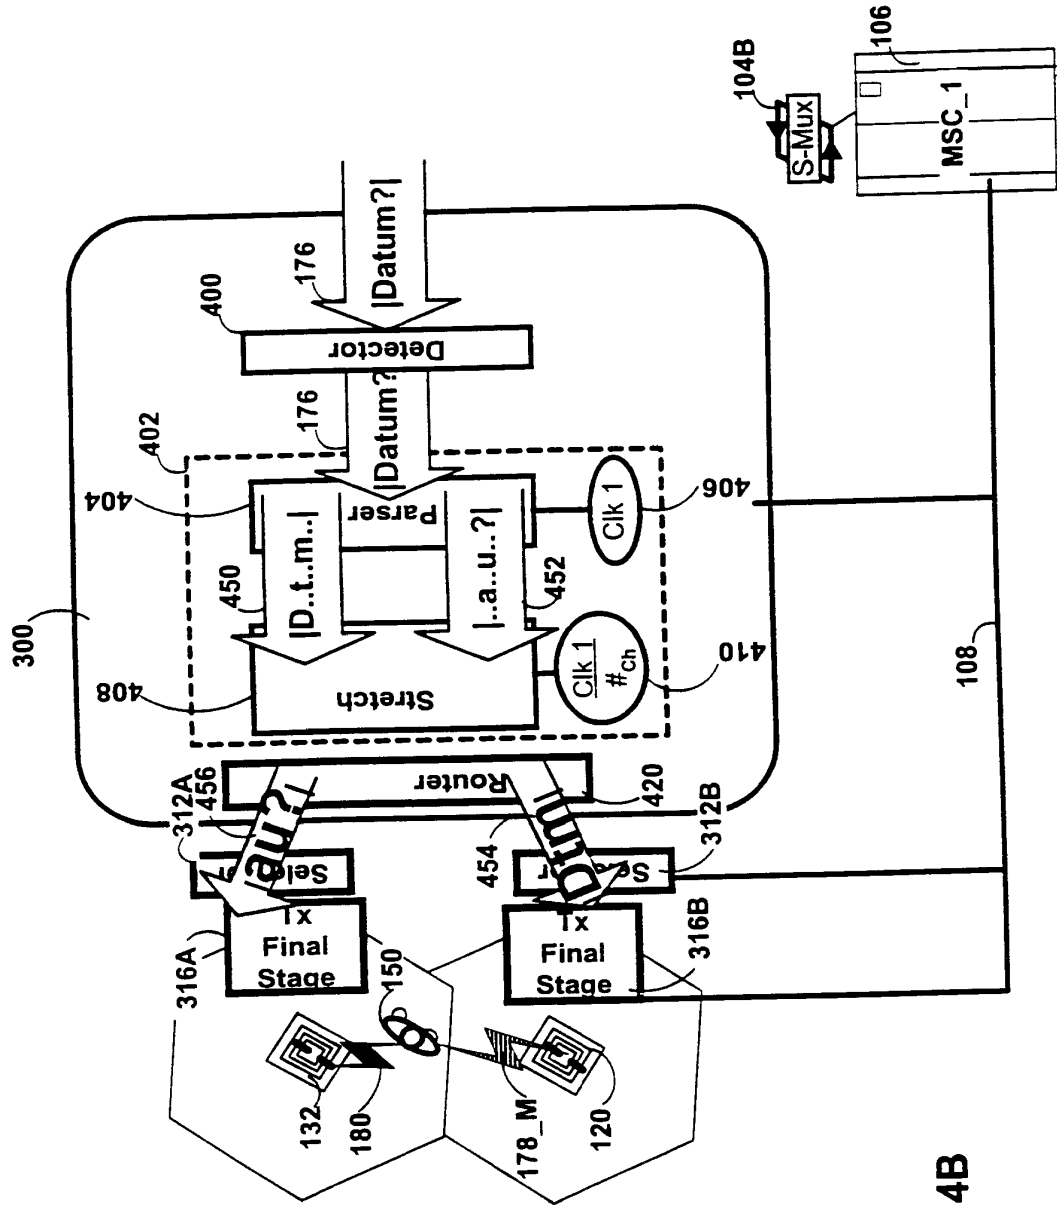 300
404
402
400
176
|Datum?|
Detector
176
|Datum?|
Parser
|D..t..m..|
|..a..u..?|
450
452
Clk 1
406
408
Stretch
Clk 1
#Ch
410
Router
420
312A
456
|au?|
454
Dtm|
312B
316A
Tx
Final
Stage
316B
Tx
Final
Stage
150
132
180
178_M
120
104B
S-Mux
106
MSC_1
108
4B